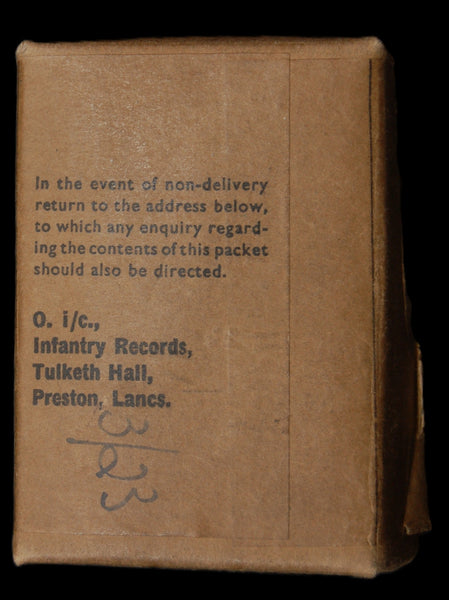 In the event of non-delivery
return to the address below,
to which any enquiry regard-
ing the contents of this packet
should also be directed.
O. i/c.,
Infantry Records,
Tulketh Hall,
Preston, Lancs.
3/623